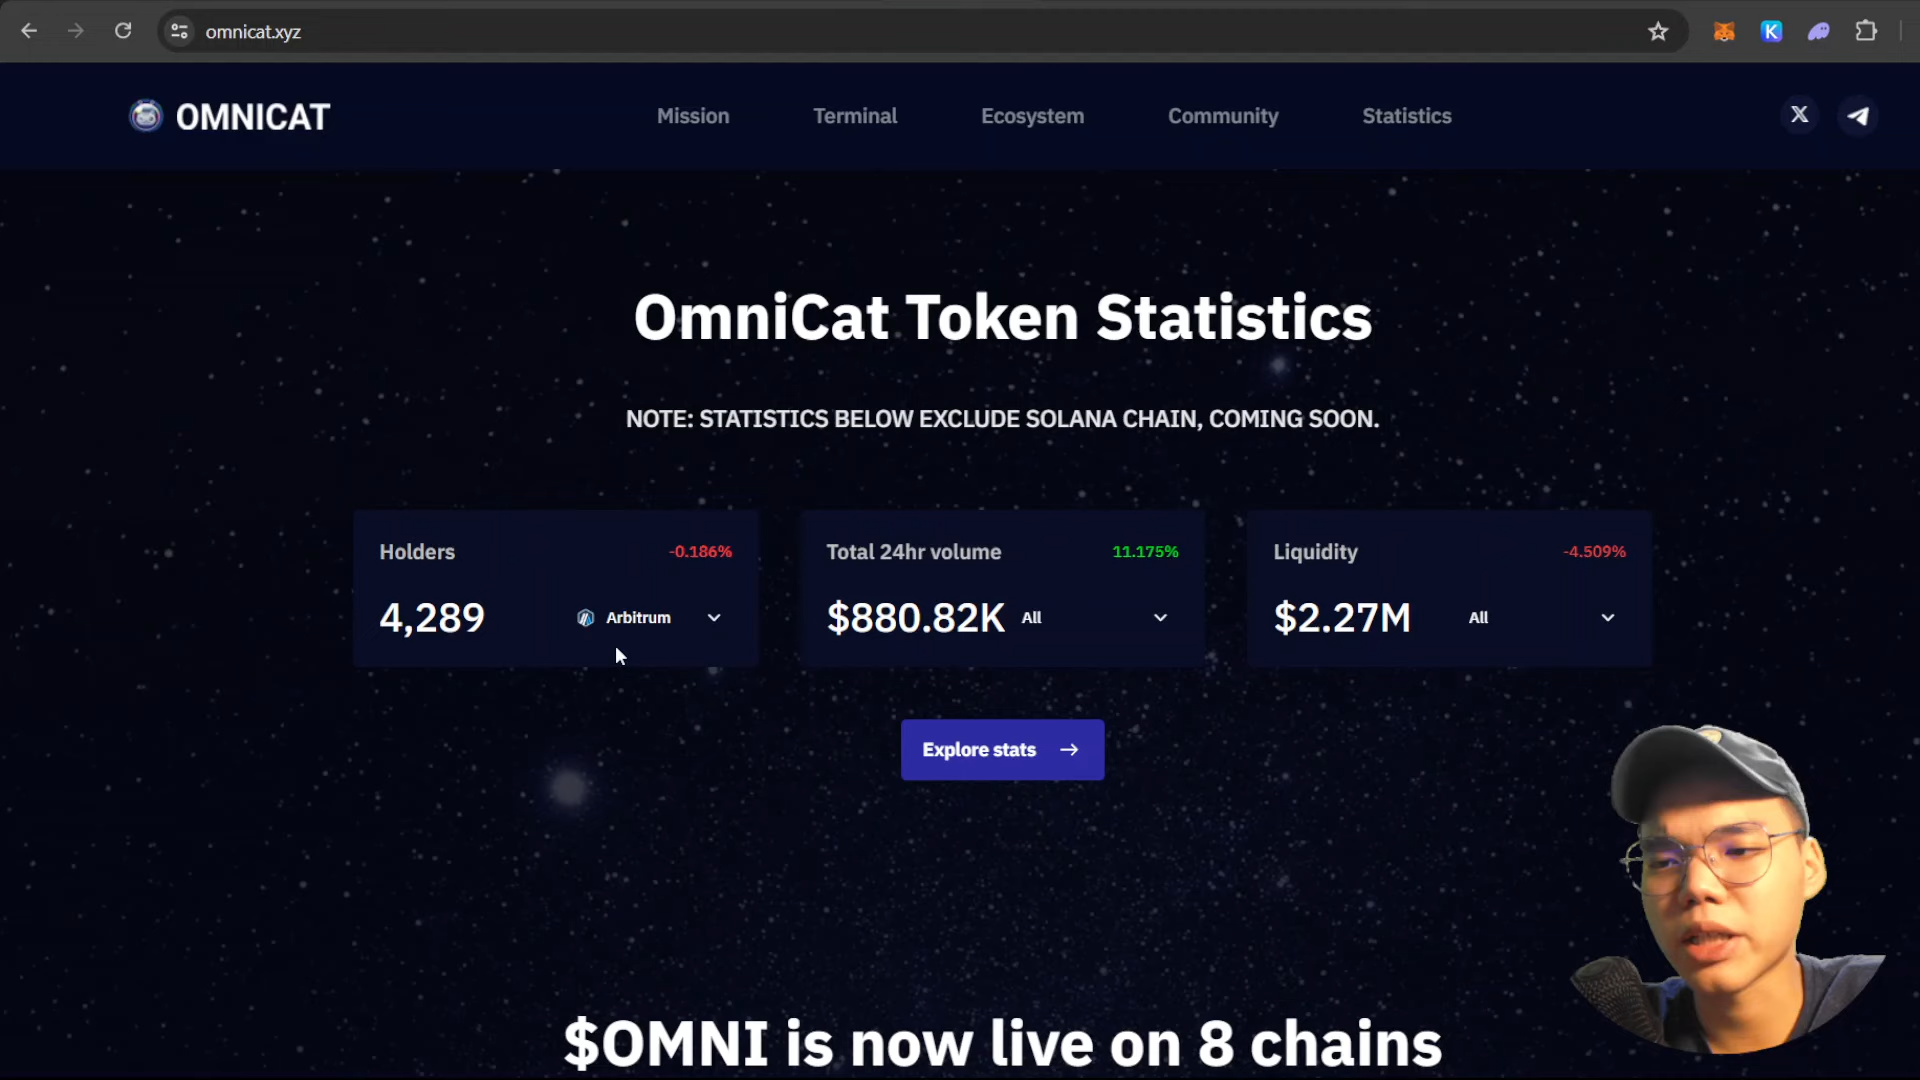 omnicat.xyz
K
OMNICAT
Mission
Terminal
Ecosystem
Community
Statistics
X
OmniCat Token Statistics
NOTE: STATISTICS BELOW EXCLUDE SOLANA CHAIN, COMING SOON.
Holders
-0.186%
4,289
Arbitrum
Total 24hr volume
11.175%
$880.82K
All
Liquidity
-4.509%
$2.27M
All
Explore stats →
$OMNI is now live on 8 chains